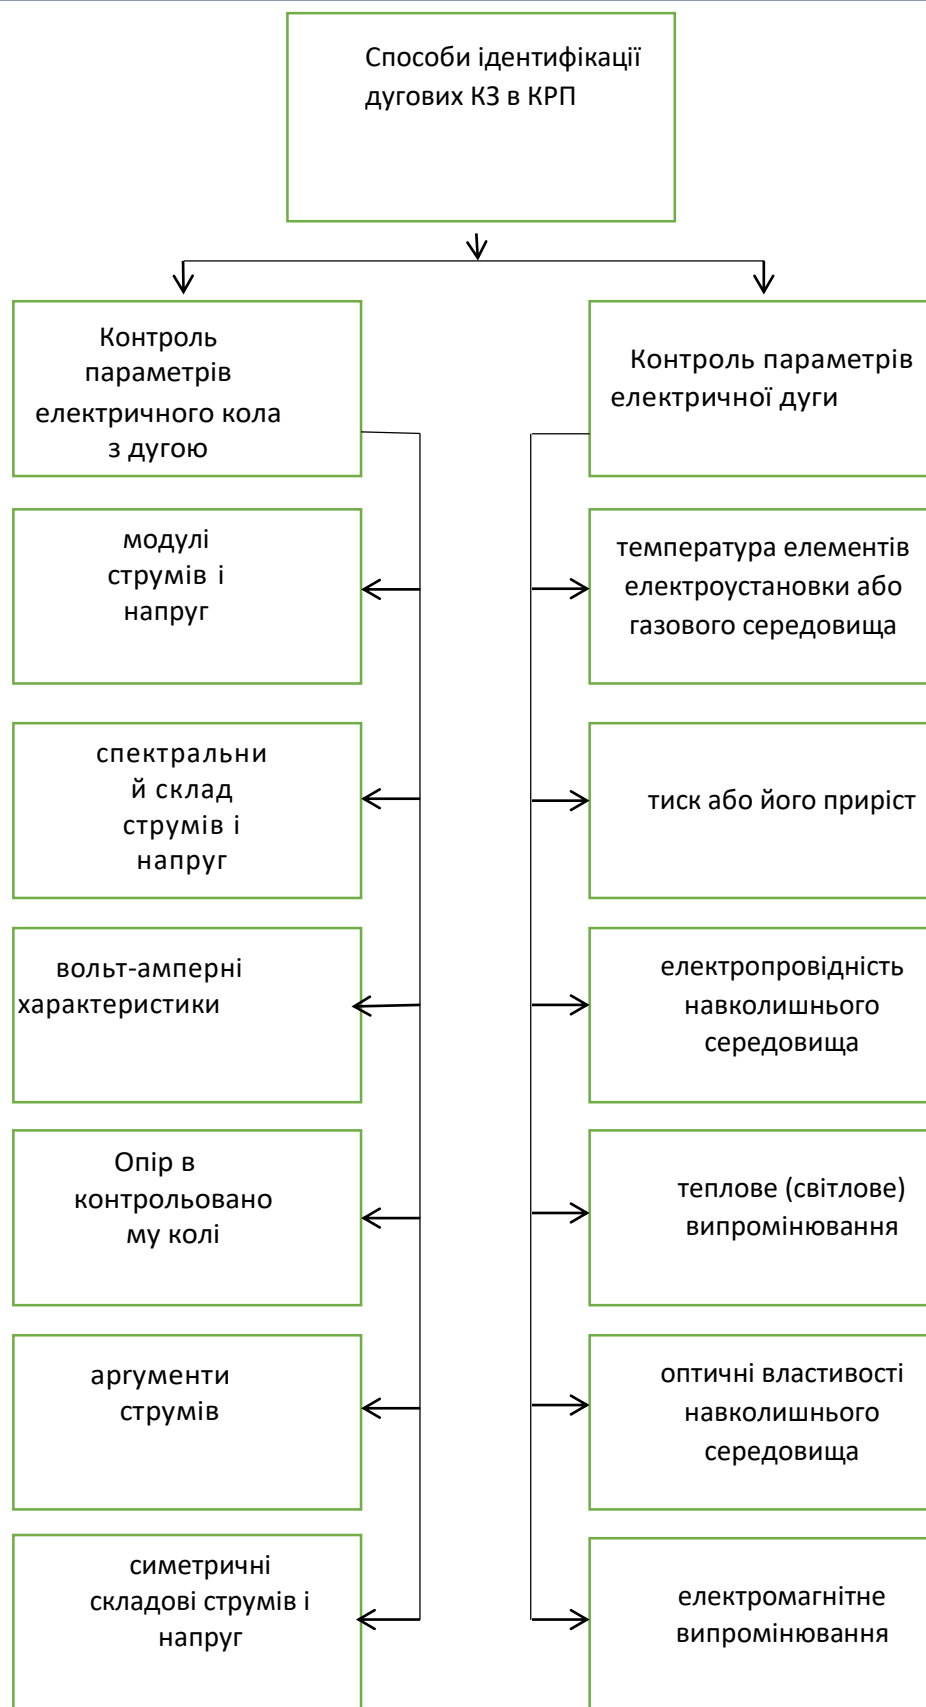 Способи ідентифікації
дугових КЗ в КРП
Контроль
параметрів
електричного кола
з дугою
Контроль параметрів
електричної дуги
модулі
струмів і
напруг
температура елементів
електроустановки або
газового середовища
спектральни
й склад
струмів і
напруг
тиск або його приріст
вольт-амперні
характеристики
електропровідність
навколишнього
середовища
Опір в
контрольовано
му колі
теплове (світлове)
випромінювання
аргументи
струмів
оптичні властивості
навколишнього
середовища
симетричні
складові струмів і
напруг
електромагнітне
випромінювання